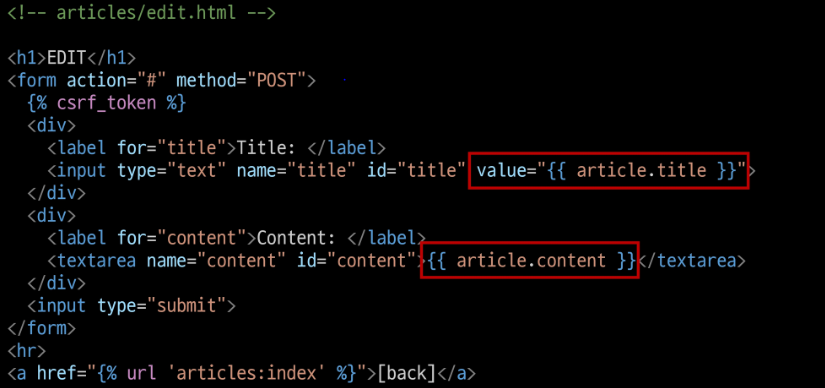 <!-- articles/edit.html -->
<h1>EDIT</h1>
<form action="#" method="POST">
{% csrf_token %}
<div>
<label for="title">Title: </label>
<input type="text" name="title" id="title" value="{{ article.title }}">
</div>
<div>
<label for="content">Content: </label>
<textarea name="content" id="content">{{ article.content }}</textarea>
</div>
<input type="submit">
</form>
<hr>
<a href="{% url 'articles:index' %}">[back]</a>